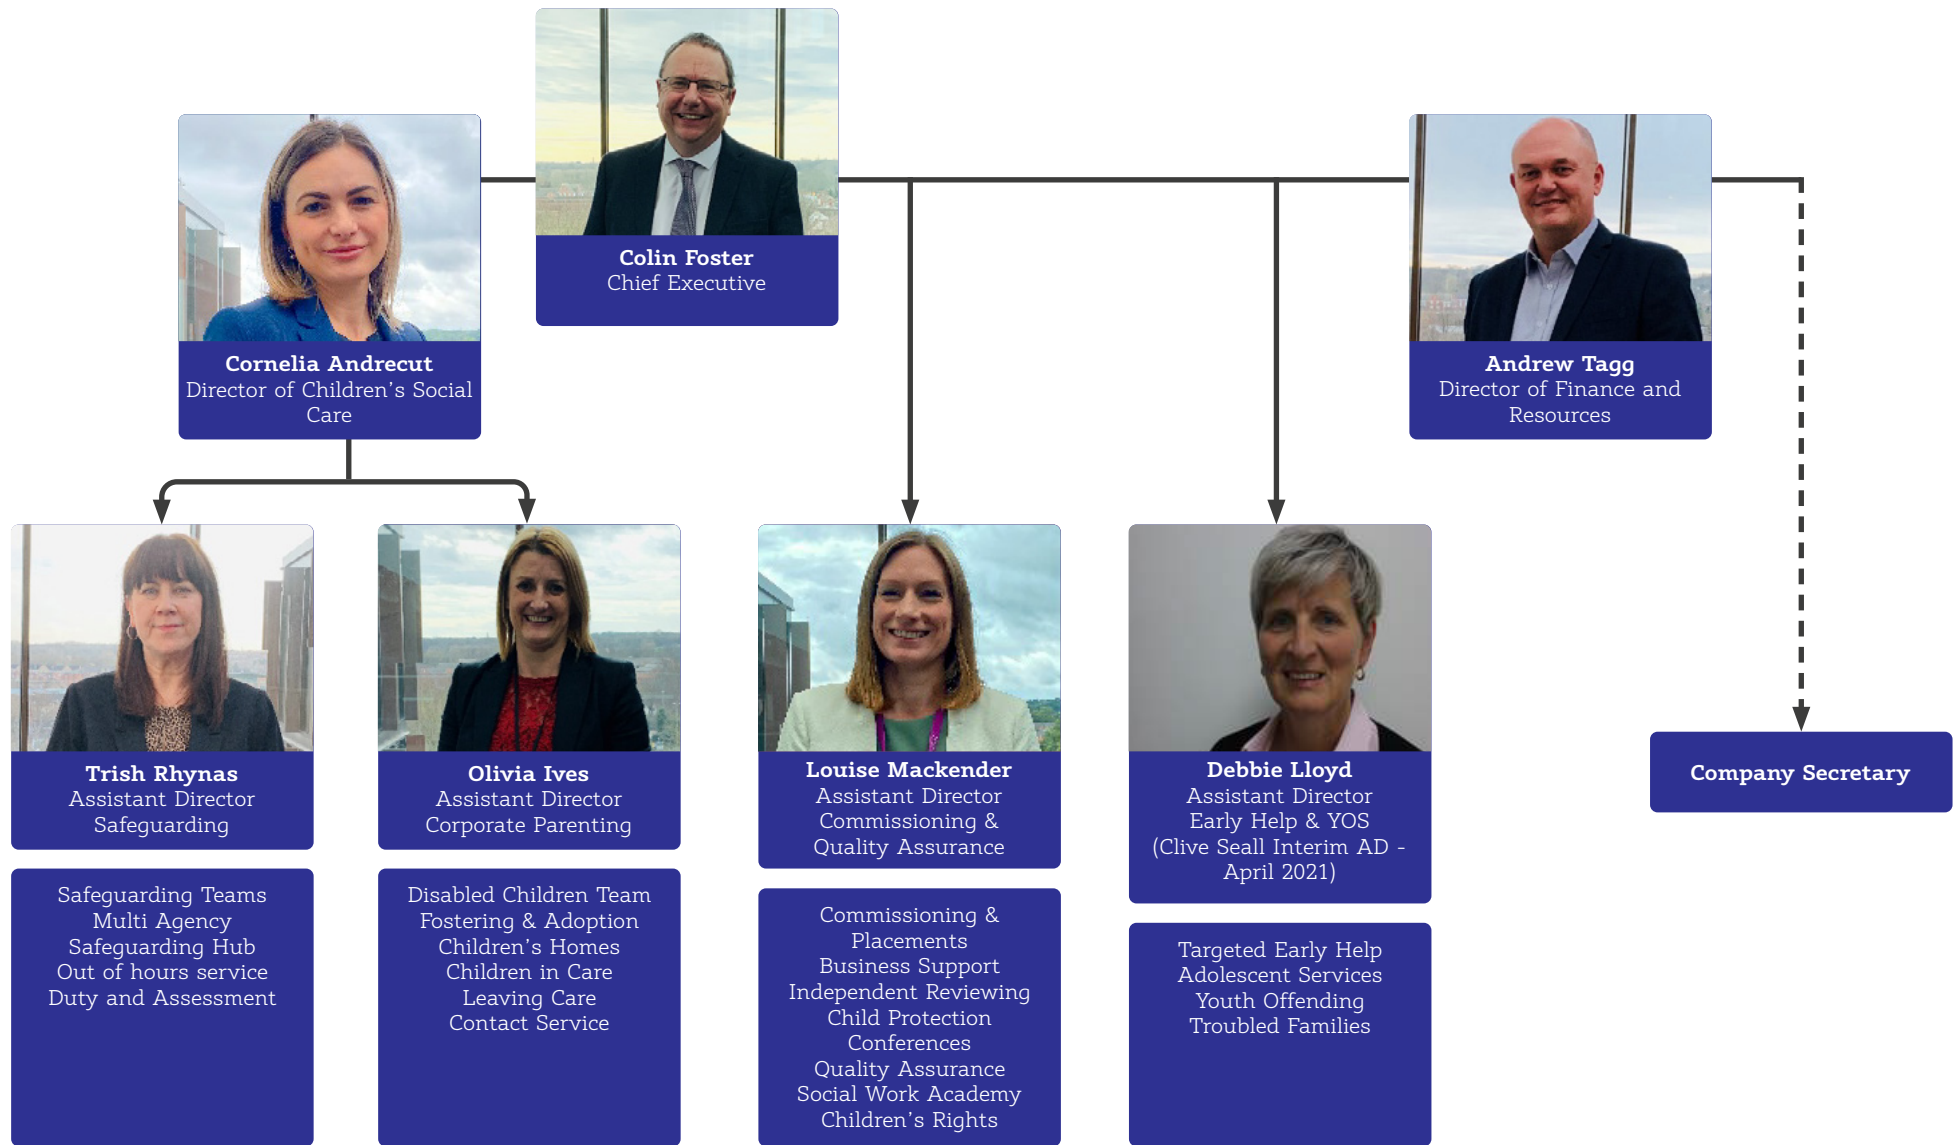 Colin Foster
Chief Executive
Cornelia Andrecut
Director of Children's Social
Care
Andrew Tagg
Director of Finance and
Resources
Trish Rhynas
Assistant Director
Safeguarding
Safeguarding Teams
Multi Agency
Safeguarding Hub
Out of hours service
Duty and Assessment
Olivia Ives
Assistant Director
Corporate Parenting
Disabled Children Team
Fostering & Adoption
Children's Homes
Children in Care
Leaving Care
Contact Service
Louise Mackender
Assistant Director
Commissioning &
Quality Assurance
Commissioning &
Placements
Business Support
Independent Reviewing
Child Protection
Conferences
Quality Assurance
Social Work Academy
Children's Rights
Debbie Lloyd
Assistant Director
Early Help & YOS
(Clive Seall Interim AD -
April 2021)
Targeted Early Help
Adolescent Services
Youth Offending
Troubled Families
Company Secretary